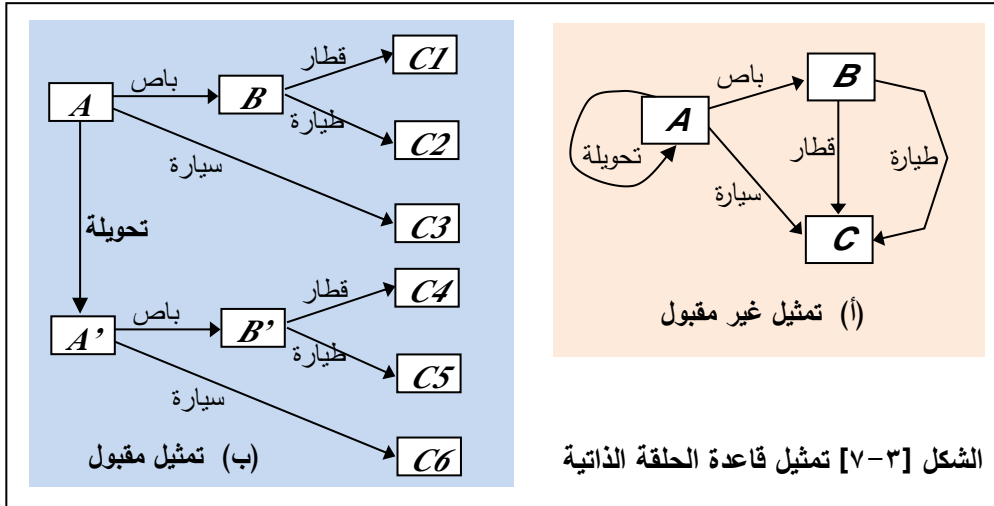 B
باص
A
تحويلة
قطار
طيارة
سيارة
C
(أ) تمثيل غير مقبول
C1
قطار
باص
A
B
طيارة
C2
سيارة
C3
تحويلة
C4
قطار
باص
A’
B’
طيارة
C5
سيارة
C6
(ب) تمثيل مقبول
الشكل [٣-٧] تمثيل قاعدة الحلقة الذاتية